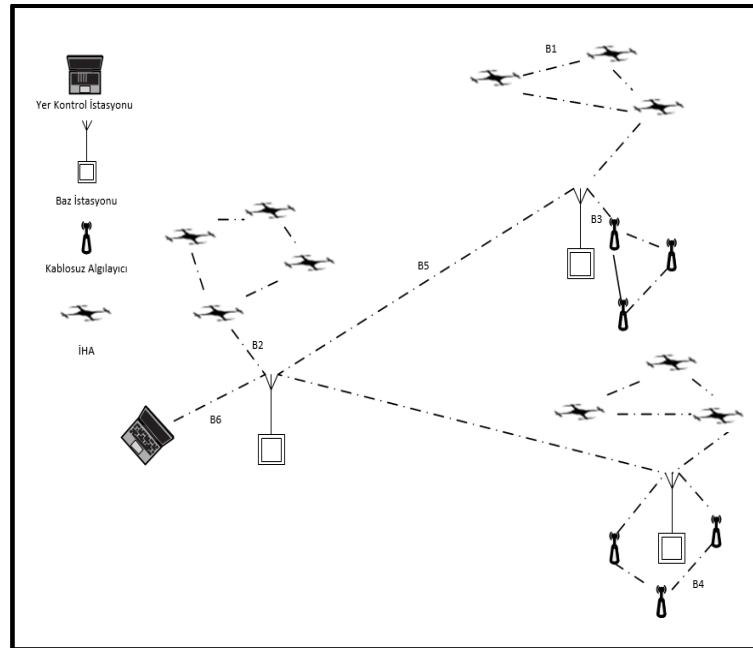 Yer Kontrol İstasyonu
Baz İstasyonu
Kablosuz Algılayıcı
İHA
B1
B3
B5
B2
B6
B4